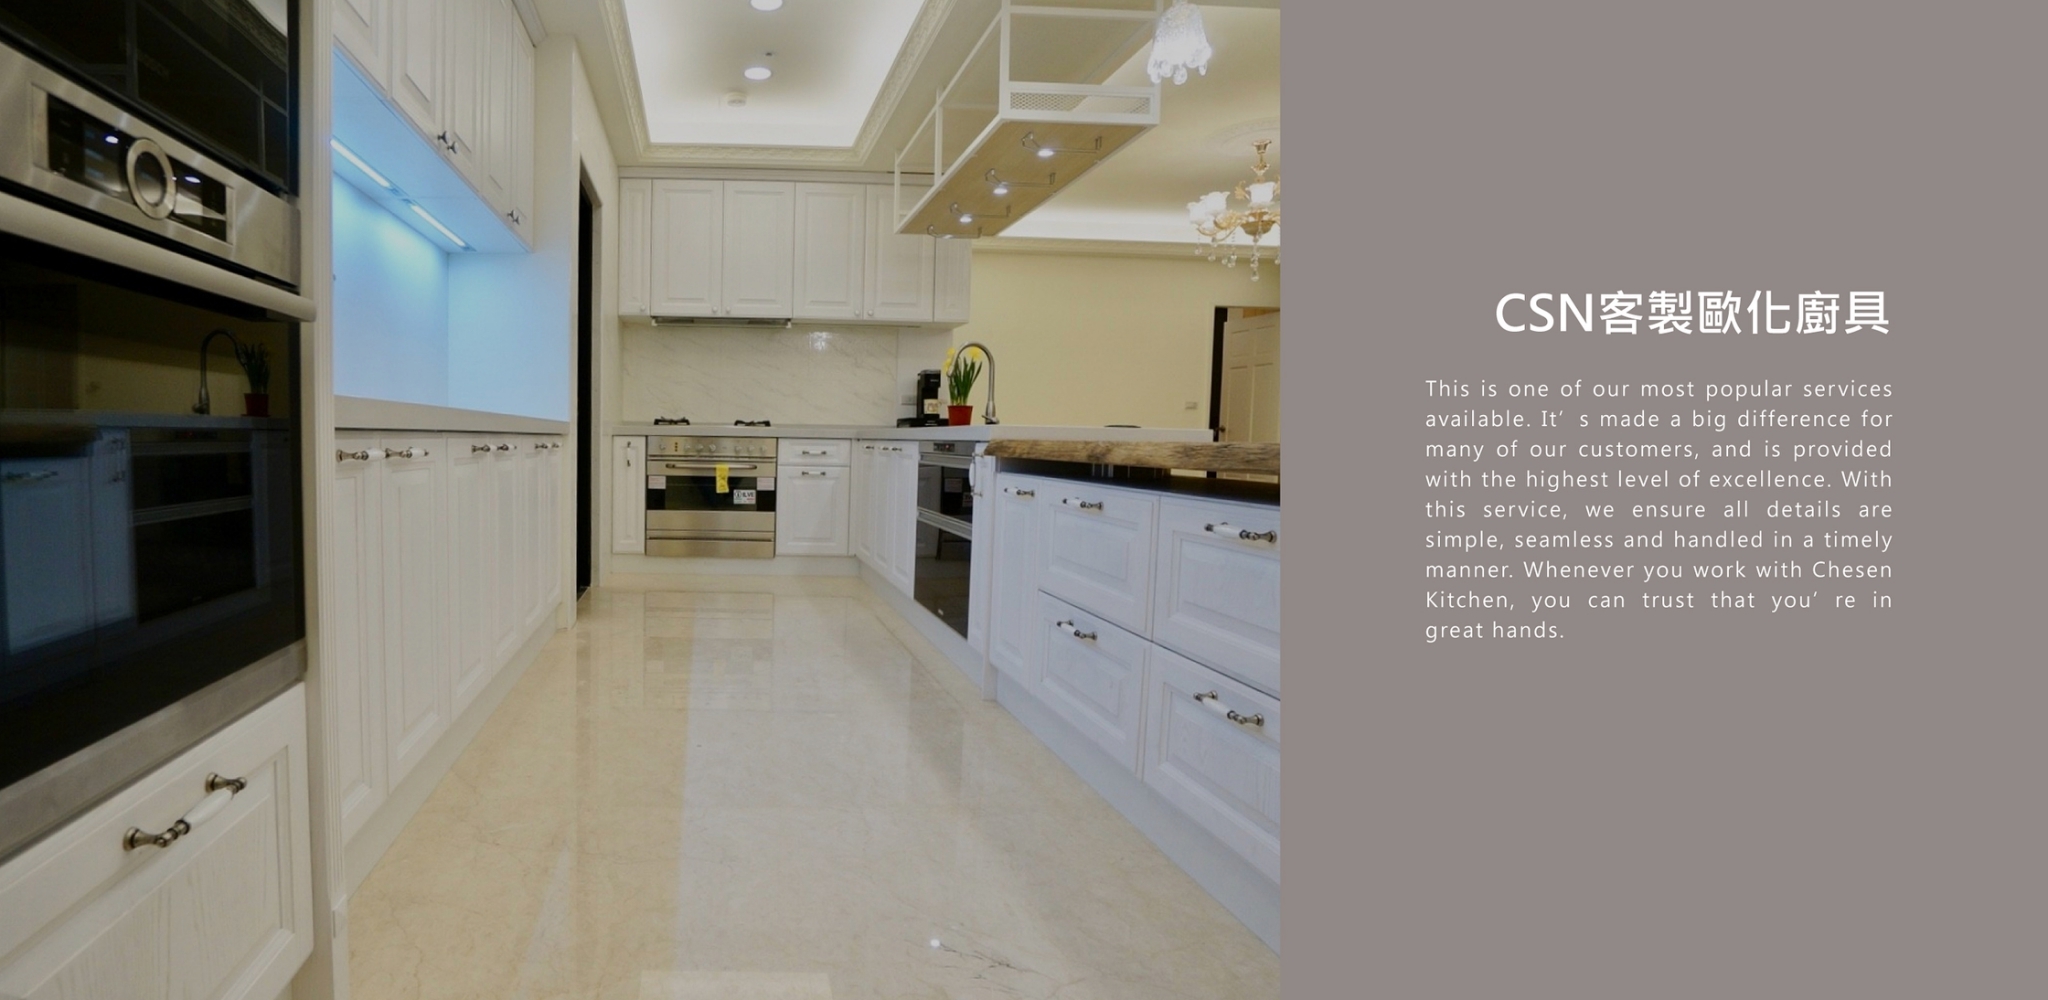 CSN客製歐化廚具
This is one of our most popular services
available. It’ s made a big difference for
many of our customers, and is provided
with the highest level of excellence. With
this service, we ensure all details are
simple, seamless and handled in a timely
manner. Whenever you work with Chesen
Kitchen, you can trust that you’ re in
great hands.